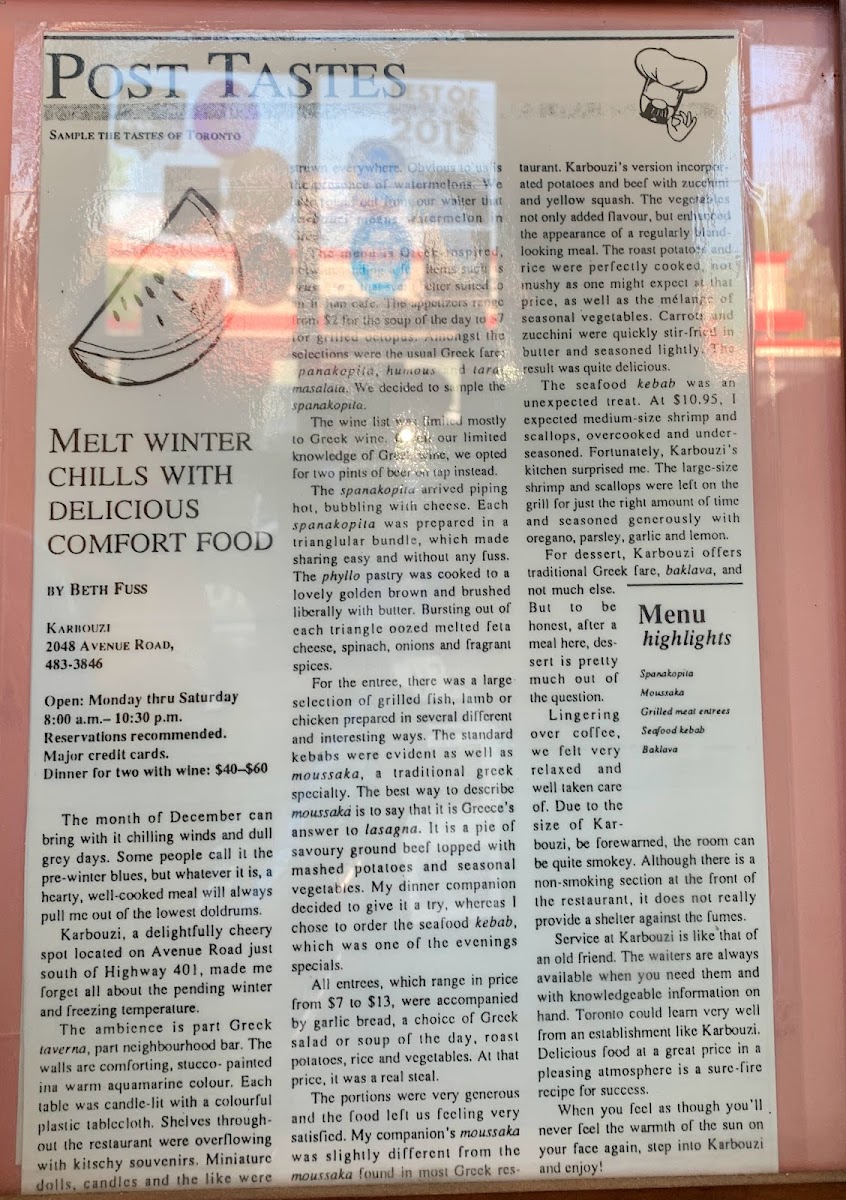 POST TASTES
SAMPLE THE TASTES OF TORONTO
MELT WINTER
CHILLS WITH
DELICIOUS
COMFORT FOOD
BY BETH FUSS
KARBOUZI
2048 AVENUE ROAD,
483-3846
Open: Monday thru Saturday
8:00 a.m.– 10:30 p.m.
Reservations recommended.
Major credit cards.
Dinner for two with wine: $40–$60
The month of December can
bring with it chilling winds and dull
grey days. Some people call it the
pre-winter blues, but whatever it is, a
hearty, well-cooked meal will always
pull me out of the lowest doldrums.
Karbouzi, a delightfully cheery
spot located on Avenue Road just
south of Highway 401, made me
forget all about the pending winter
and freezing temperature.
The ambience is part Greek
taverna, part neighbourhood bar. The
walls are comforting, stucco- painted
ina warm aquamarine colour. Each
table was candle-lit with a colourful
plastic tablecloth. Shelves through-
out the restaurant were overflowing
with kitschy souvenirs. Miniature
dolls, candles and the like were
strewn everywhere. Obvious to us is
the presence of watermelons. We
out from our waiter that
means watermelon in
The menu is Greek-inspired,
items such as
suited to
cafe. The appetizers range
from $2 for the soup of the day to $7
for grilled octopus. Amongst the
selections were the usual Greek fare:
panakopita, humous and tara-
masalata. We decided to sample the
spanakopita.
The wine list was limited mostly
to Greek wine. our limited
knowledge of Greek wine, we opted
for two pints of beer on tap instead.
The spanakopita arrived piping
hot, bubbling with cheese. Each
spanakopita was prepared in a
trianglular bundle, which made
sharing easy and without any fuss.
The phyllo pastry was cooked to a
lovely golden brown and brushed
liberally with butter. Bursting out of
each triangle oozed melted feta
cheese, spinach, onions and fragrant
spices.
For the entree, there was a large
selection of grilled fish, lamb or
chicken prepared in several different
and interesting ways. The standard
kebabs were evident as well as
moussaka, a traditional greek
specialty. The best way to describe
moussaka is to say that it is Greece's
answer to lasagna. It is a pie of
savoury ground beef topped with
mashed potatoes and seasonal
vegetables. My dinner companion
decided to give it a try, whereas I
chose to order the seafood kebab,
which was one of the evenings
specials.
All entrees, which range in price
from $7 to $13, were accompanied
by garlic bread, a choice of Greek
salad or soup of the day, roast
potatoes, rice and vegetables. At that
price, it was a real steal.
The portions were very generous
and the food left us feeling very
satisfied. My companion's moussaka
was slightly different from the
moussaka found in most Greek res-
taurant. Karbouzi's version incorpor-
ated potatoes and beef with zucchini
and yellow squash. The vegetables
not only added flavour, but enhanced
the appearance of a regularly bland-
looking meal. The roast potatoes and
rice were perfectly cooked, not
mushy as one might expect at that
price, as well as the mélange of
seasonal vegetables. Carrots and
zucchini were quickly stir-fried in
butter and seasoned lightly. The
result was quite delicious.
The seafood kebab was an
unexpected treat. At $10.95, I
expected medium-size shrimp and
scallops, overcooked and under-
seasoned. Fortunately, Karbouzi's
kitchen surprised me. The large-size
shrimp and scallops were left on the
grill for just the right amount of time
and seasoned generously with
oregano, parsley, garlic and lemon.
For dessert, Karbouzi offers
traditional Greek fare, baklava, and
not much else.
But to be
honest, after a
meal here, des-
sert is pretty
much out of
the question.
Lingering
over coffee,
we felt very
relaxed and
well taken care
of. Due to the
size of Kar-
bouzi, be forewarned, the room can
be quite smokey. Although there is a
non-smoking section at the front of
the restaurant, it does not really
provide a shelter against the fumes.
Service at Karbouzi is like that of
an old friend. The waiters are always
available when you need them and
with knowledgeable information on
hand. Toronto could learn very well
from an establishment like Karbouzi.
Delicious food at a great price in a
pleasing atmosphere is a sure-fire
recipe for success.
When you feel as though you'll
never feel the warmth of the sun on
your face again, step into Karbouzi
and enjoy!
Menu
highlights
Spanakopita
Moussaka
Grilled meat entrees
Seafood kebab
Baklava